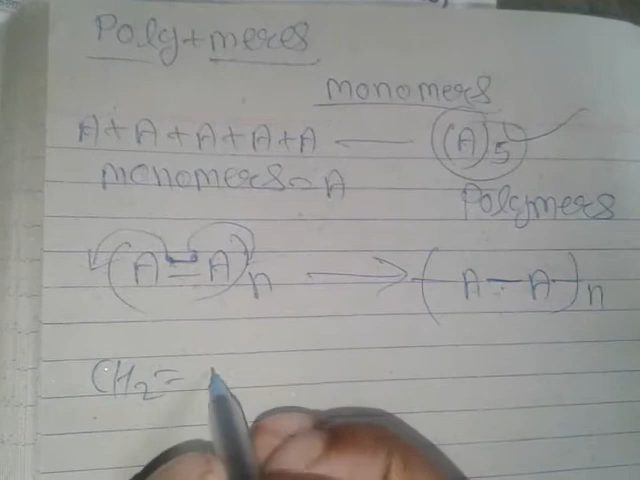 Poly+meres
monomers
A+A+A+A+A — (A)5
monomers = A
Polymers
(A=A)n → (A-A)n
CH2=